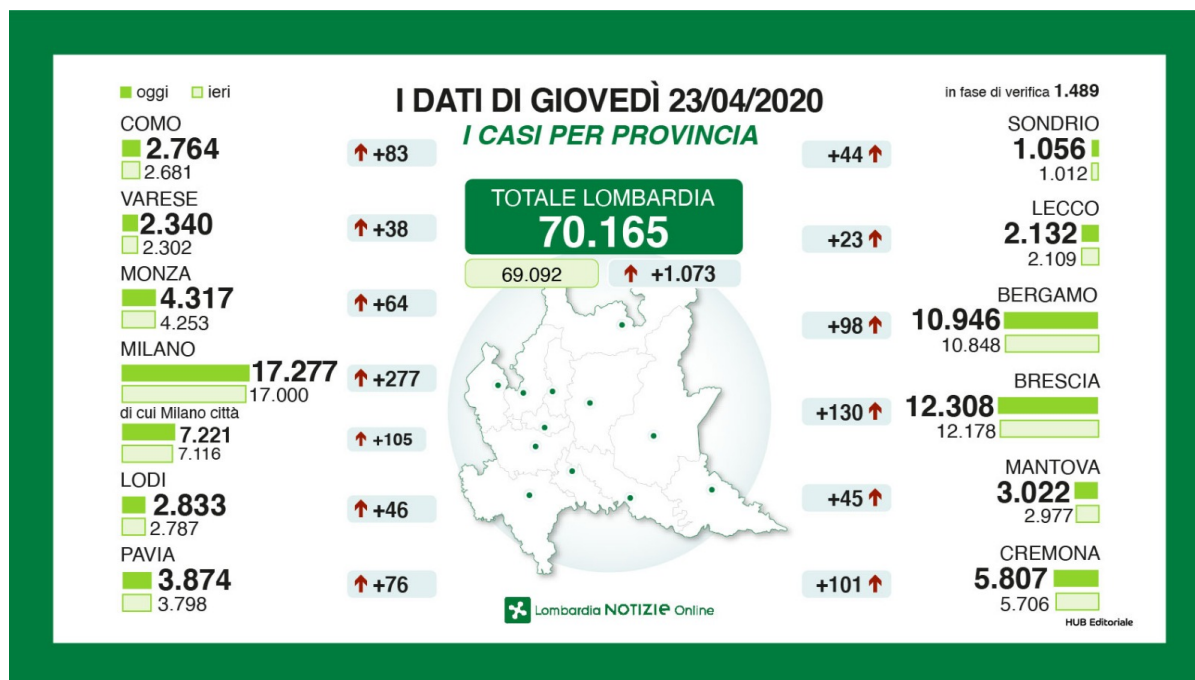 oggi ieri
I DATI DI GIOVEDÌ 23/04/2020
I CASI PER PROVINCIA
in fase di verifica 1.489
TOTALE LOMBARDIA
70.165
69.092
+1.073
COMO
2.764
+83
2.681
VARESE
2.340
+38
2.302
MONZA
4.317
+64
4.253
MILANO
17.277
+277
17.000
di cui Milano città
7.221
+105
7.116
LODI
2.833
+46
2.787
PAVIA
3.874
+76
3.798
SONDRIO
+44
1.056
1.012
LECCO
+23
2.132
2.109
BERGAMO
+98
10.946
10.848
BRESCIA
+130
12.308
12.178
MANTOVA
+45
3.022
2.977
CREMONA
+101
5.807
5.706
Lombardia NOTIZIE Online
HUB Editoriale